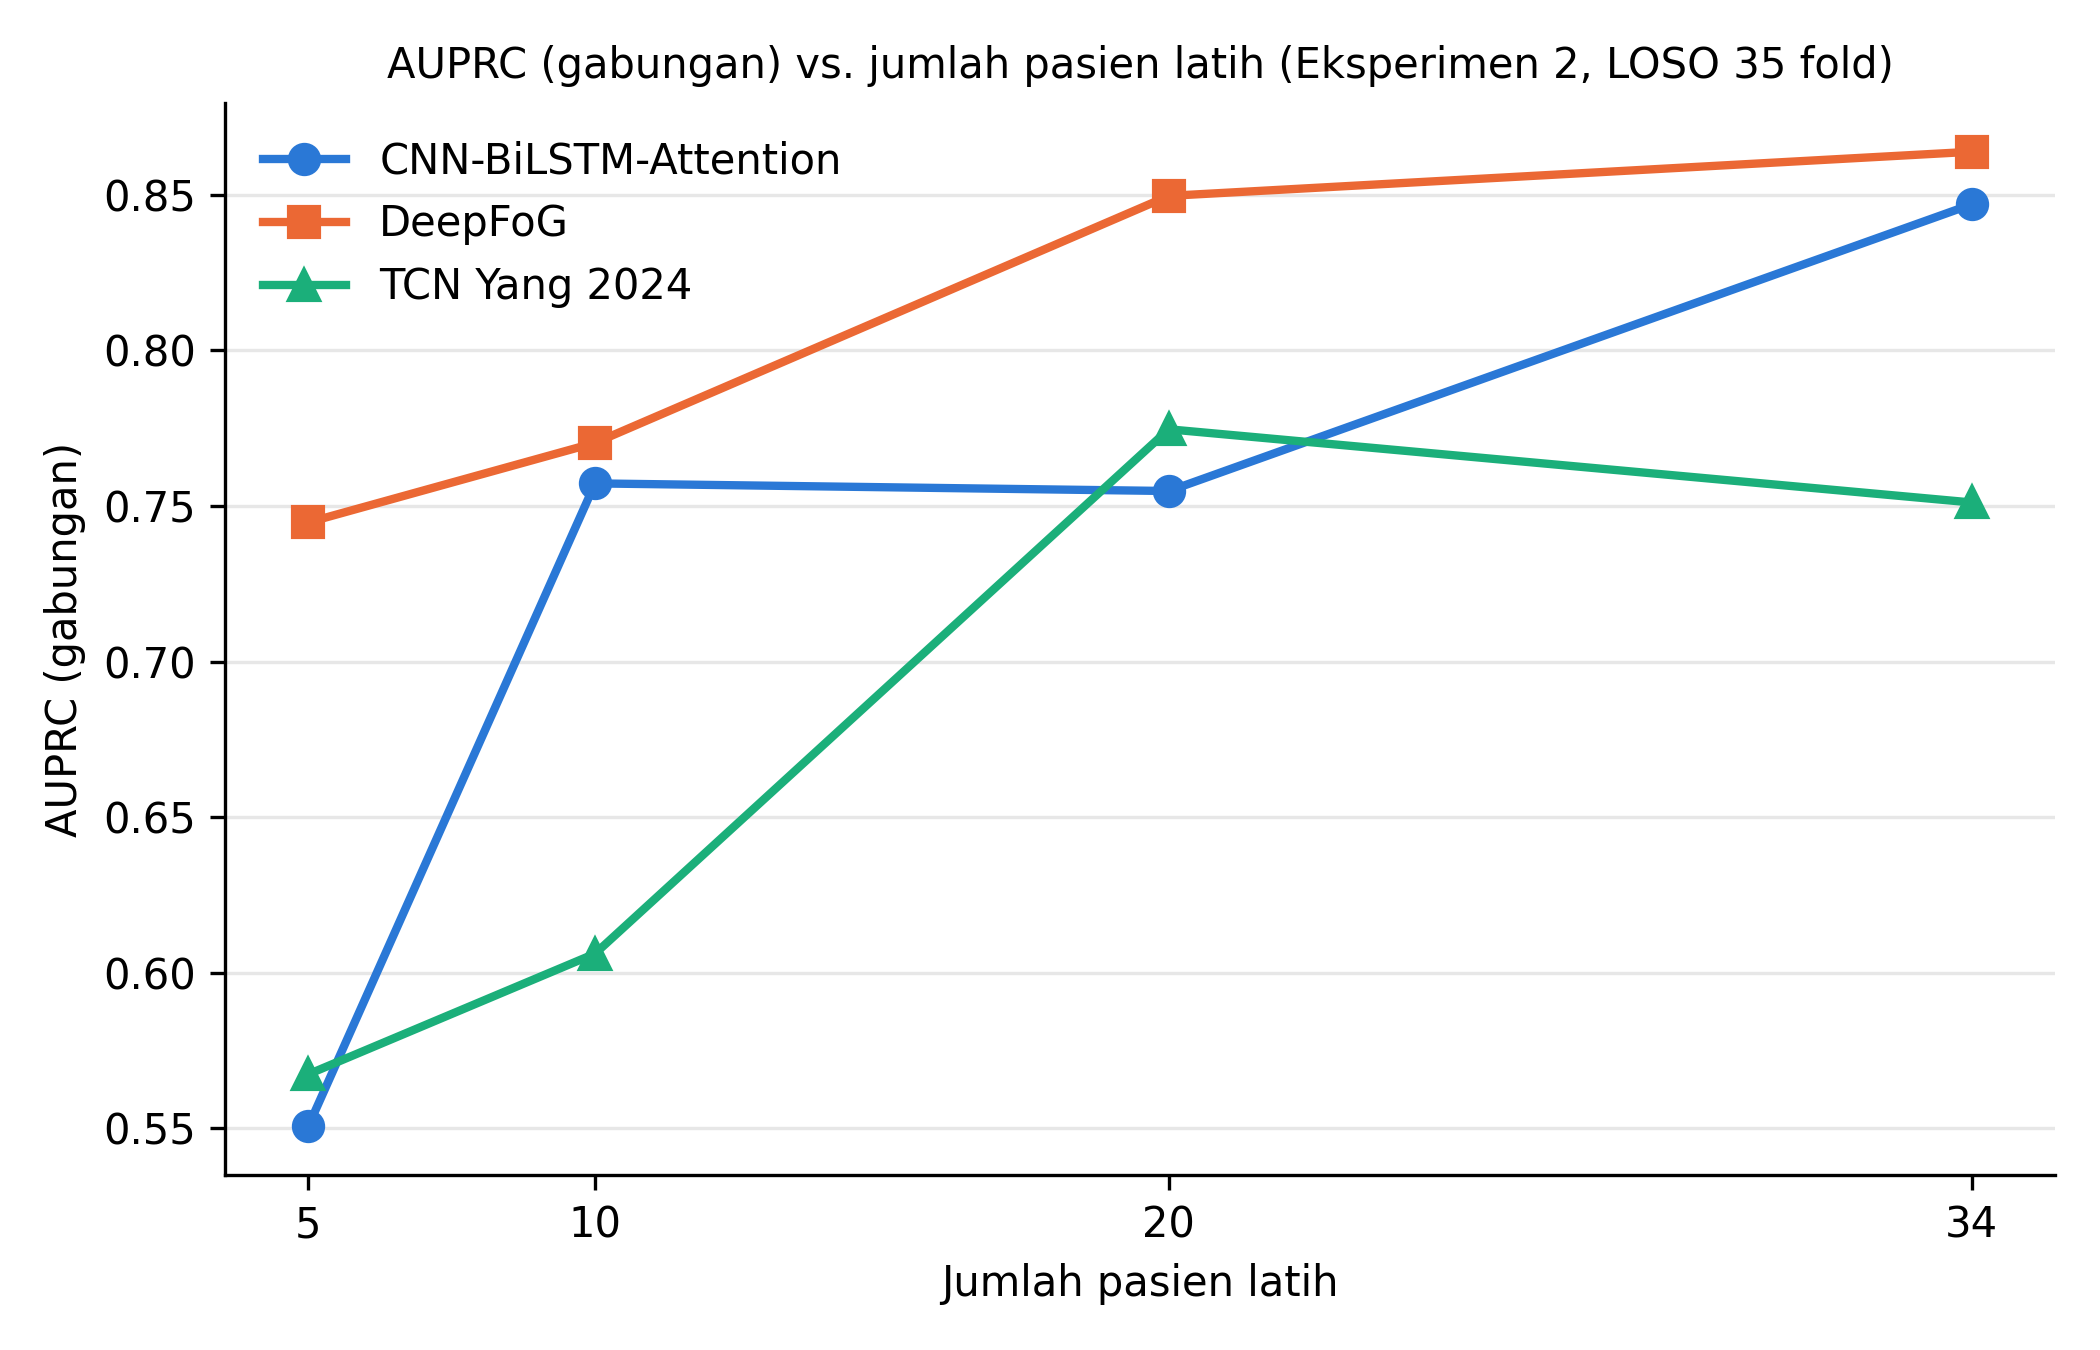 AUPRC (gabungan) vs. jumlah pasien latih (Eksperimen 2, LOSO 35 fold)
CNN-BiLSTM-Attention
DeepFoG
TCN Yang 2024
AUPRC (gabungan)
0.85
0.80
0.75
0.70
0.65
0.60
0.55
5 10 20 34
Jumlah pasien latih